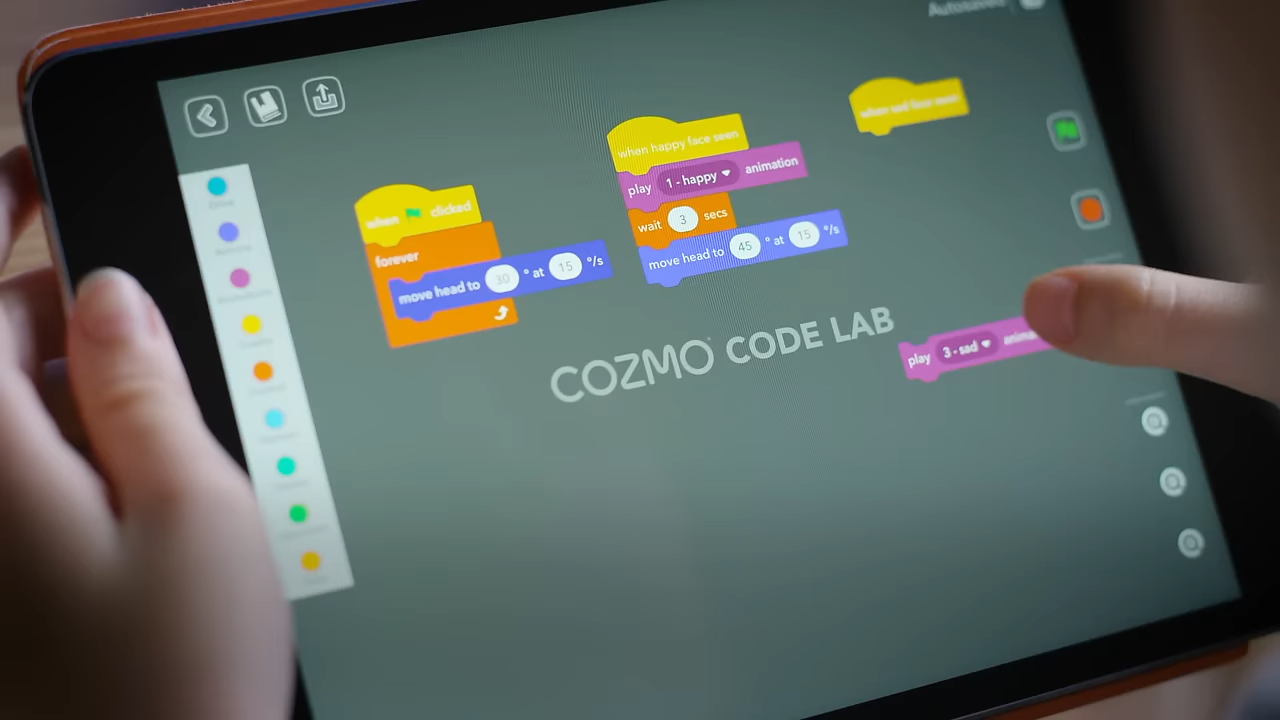 Autosaved
when happy face seen
play 1 - happy animation
wait 3 secs
move head to 45 ° at 15 °/s
when sad face seen
when clicked
forever
move head to 30 ° at 15 °/s
COZMO CODE LAB
play 3 - sad